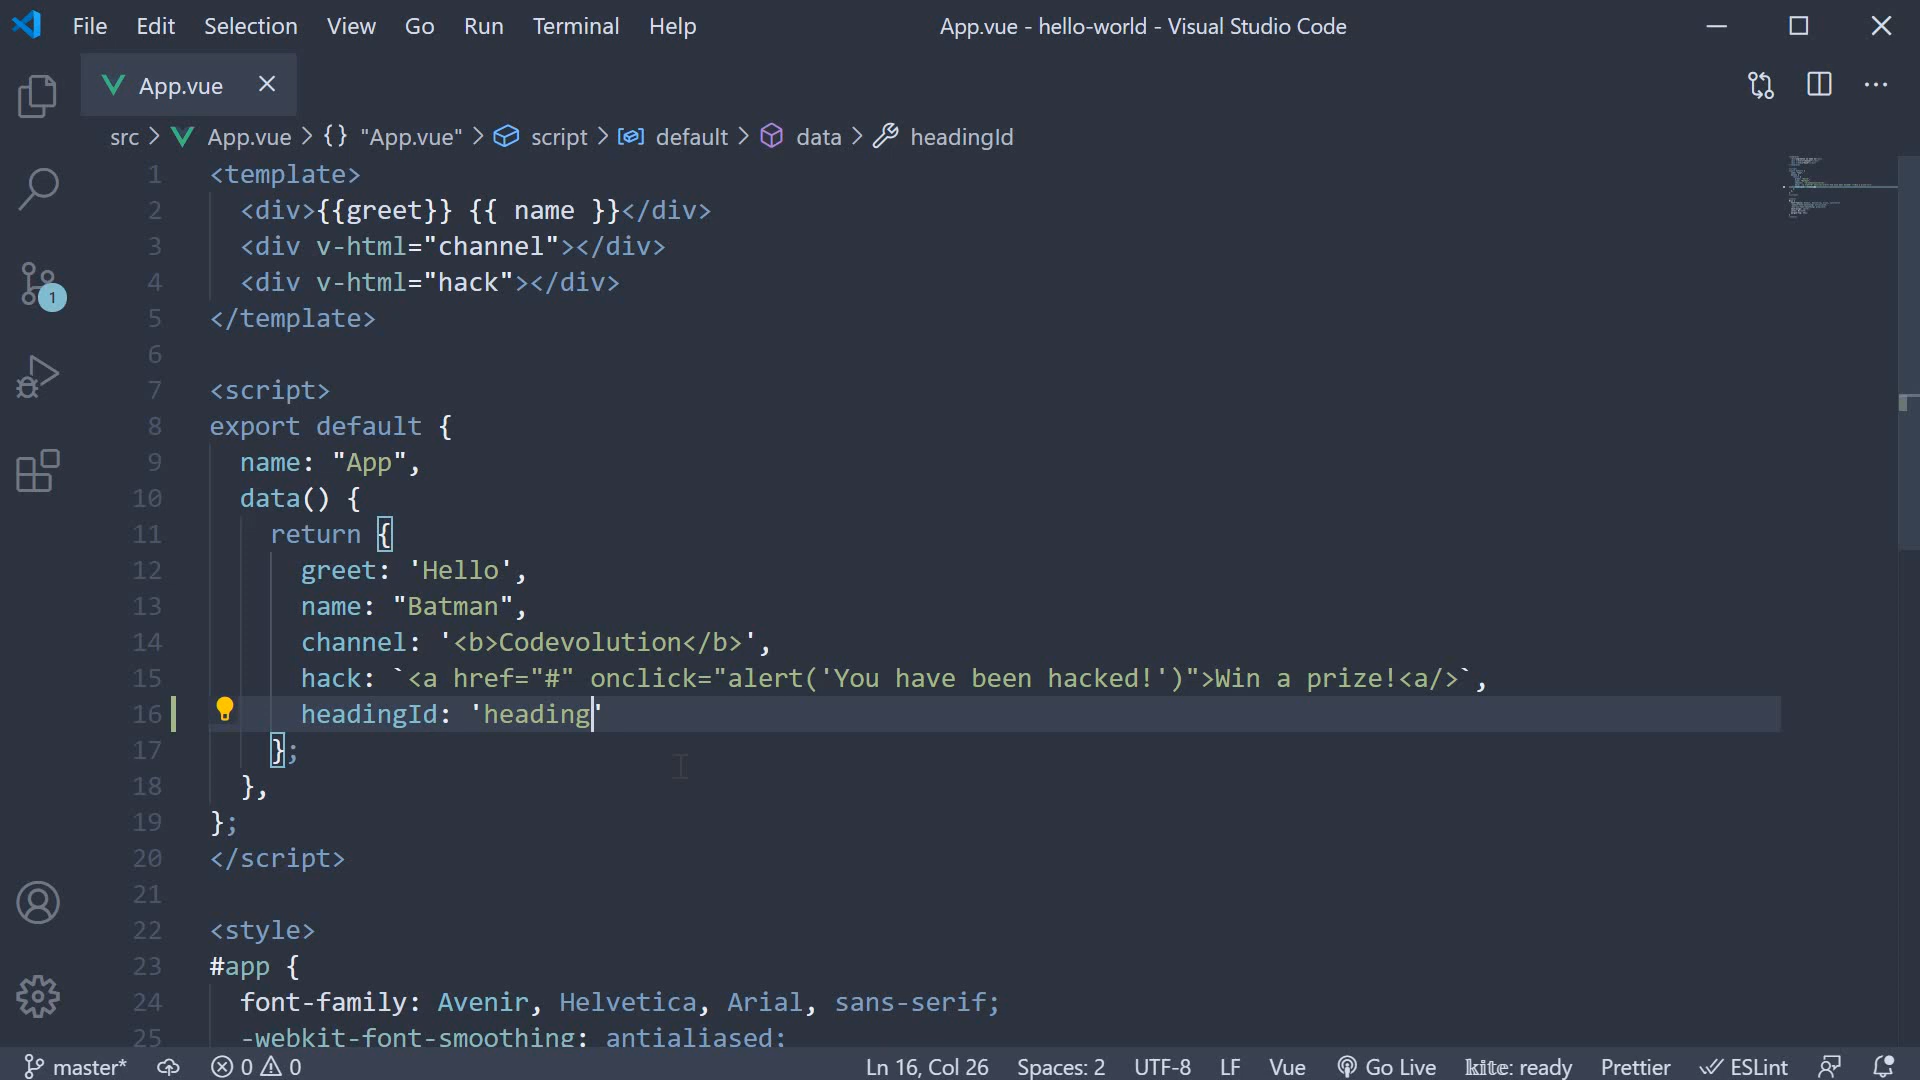 File Edit Selection View Go Run Terminal Help App.vue - hello-world - Visual Studio Code
App.vue
src > App.vue > {} "App.vue" > script > default > data > headingId
1 <template>
2 <div>{{greet}} {{ name }}</div>
3 <div v-html="channel"></div>
4 <div v-html="hack"></div>
5 </template>
6
7 <script>
8 export default {
9 name: "App",
10 data() {
11 return {
12 greet: 'Hello',
13 name: "Batman",
14 channel: '<b>Codevolution</b>',
15 hack: `<a href="#" onclick="alert('You have been hacked!')">Win a prize!<a/>`,
16 headingId: 'heading'
17 };
18 },
19 };
20 </script>
21
22 <style>
23 #app {
24 font-family: Avenir, Helvetica, Arial, sans-serif;
25 -webkit-font-smoothing: antialiased;
1
master* 0 0 Ln 16, Col 26 Spaces: 2 UTF-8 LF Vue Go Live kite: ready Prettier ESLint